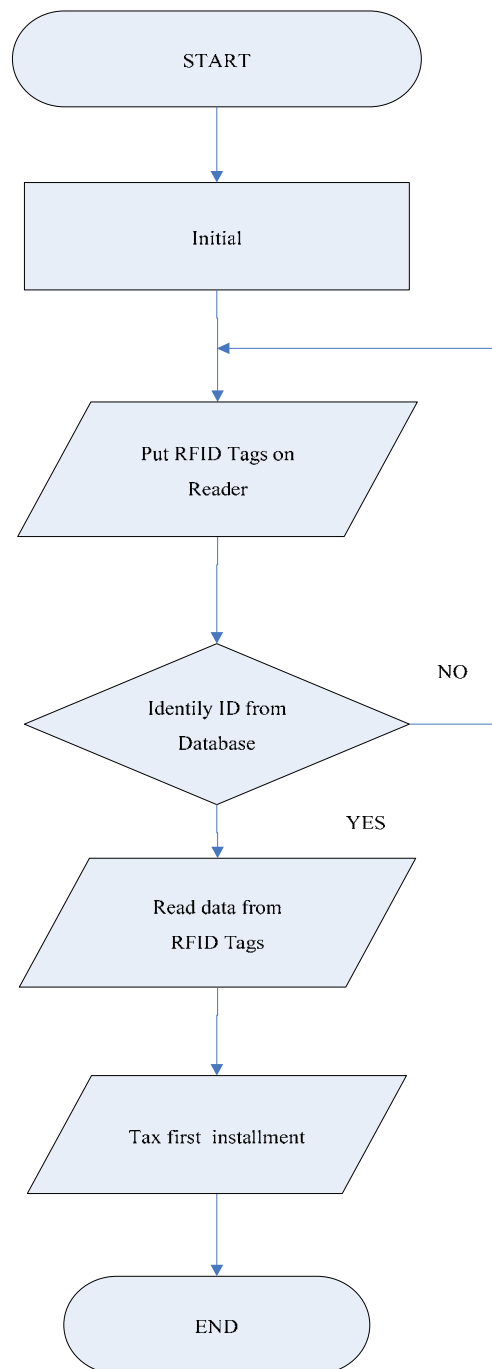 START
Initial
Put RFID Tags on
Reader
NO
Identily ID from
Database
YES
Read data from
RFID Tags
Tax first installment
END